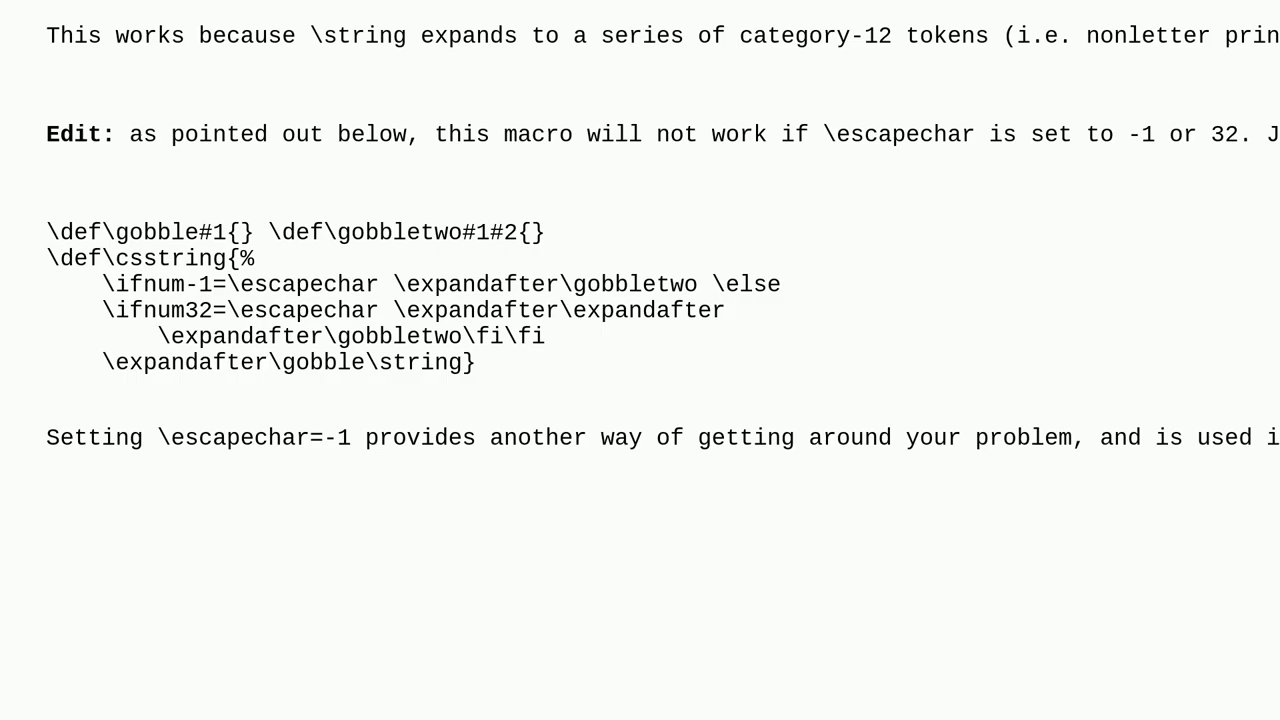 This works because \string expands to a series of category-12 tokens (i.e. nonletter
Edit: as pointed out below, this macro will not work if \escapechar is set to -1 or 32.
\def\gobble#1{} \def\gobbletwo#1#2{}
\def\csstring{%
    \ifnum-1=\escapechar \expandafter\gobbletwo \else
    \ifnum32=\escapechar \expandafter\expandafter
        \expandafter\gobbletwo\fi\fi
    \expandafter\gobble\string}
Setting \escapechar=-1 provides another way of getting around your problem, and is used